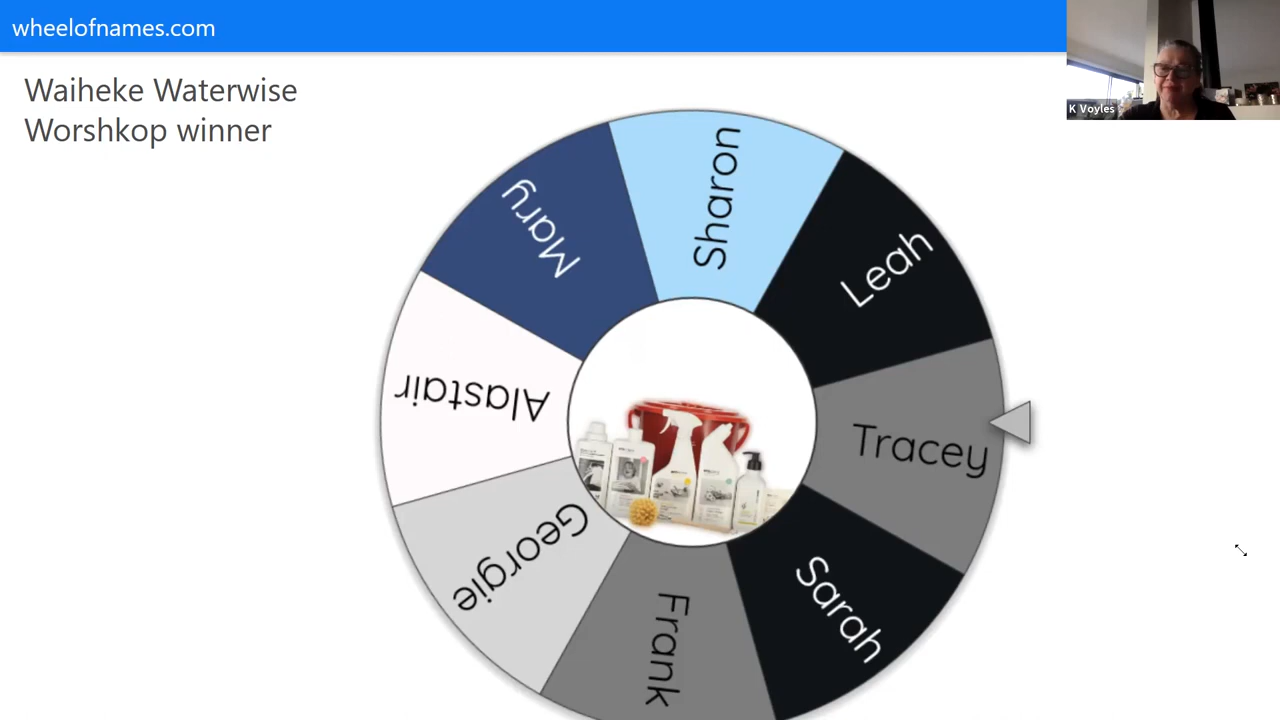 wheelofnames.com
Waiheke Waterwise
Worshkop winner
K Voyles
Sharon
Leah
Tracey
Sarah
Frank
Georgie
Alastair
Mary